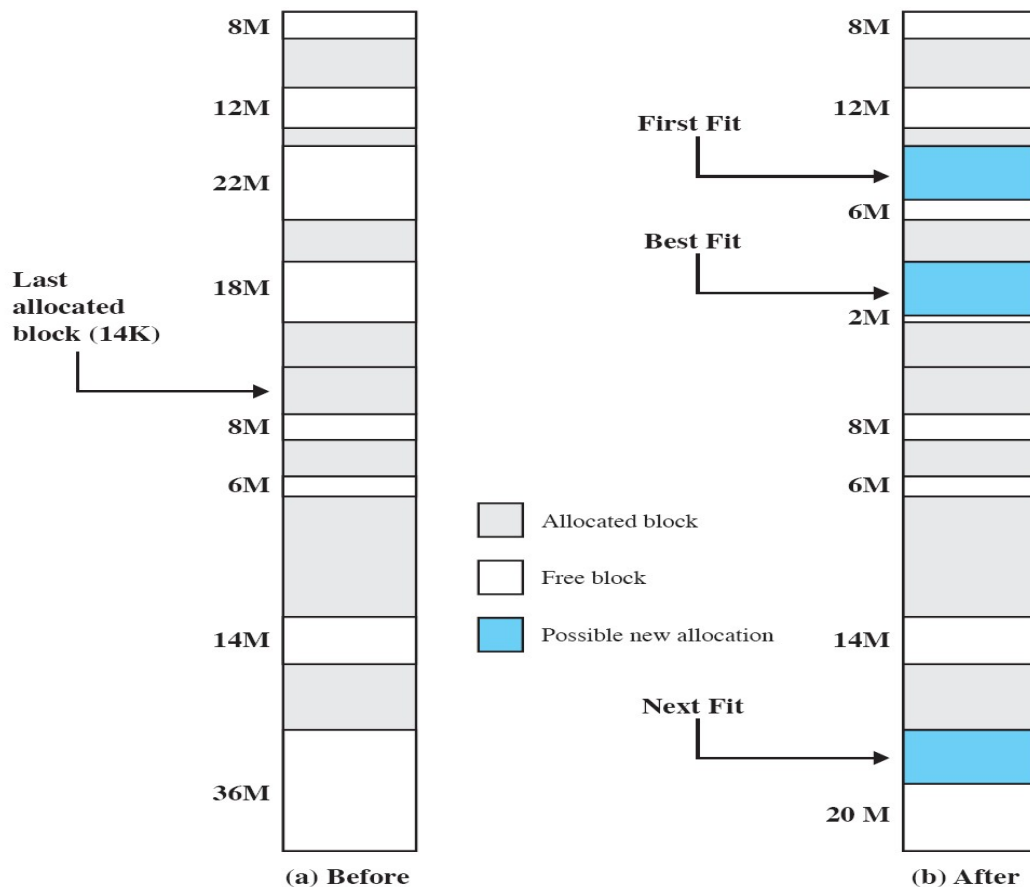 8M
12M
22M
18M
Last
allocated
block (14K)
8M
6M
14M
36M
(a) Before
Allocated block
Free block
Possible new allocation
8M
12M
First Fit
6M
Best Fit
2M
8M
6M
14M
Next Fit
20 M
(b) After